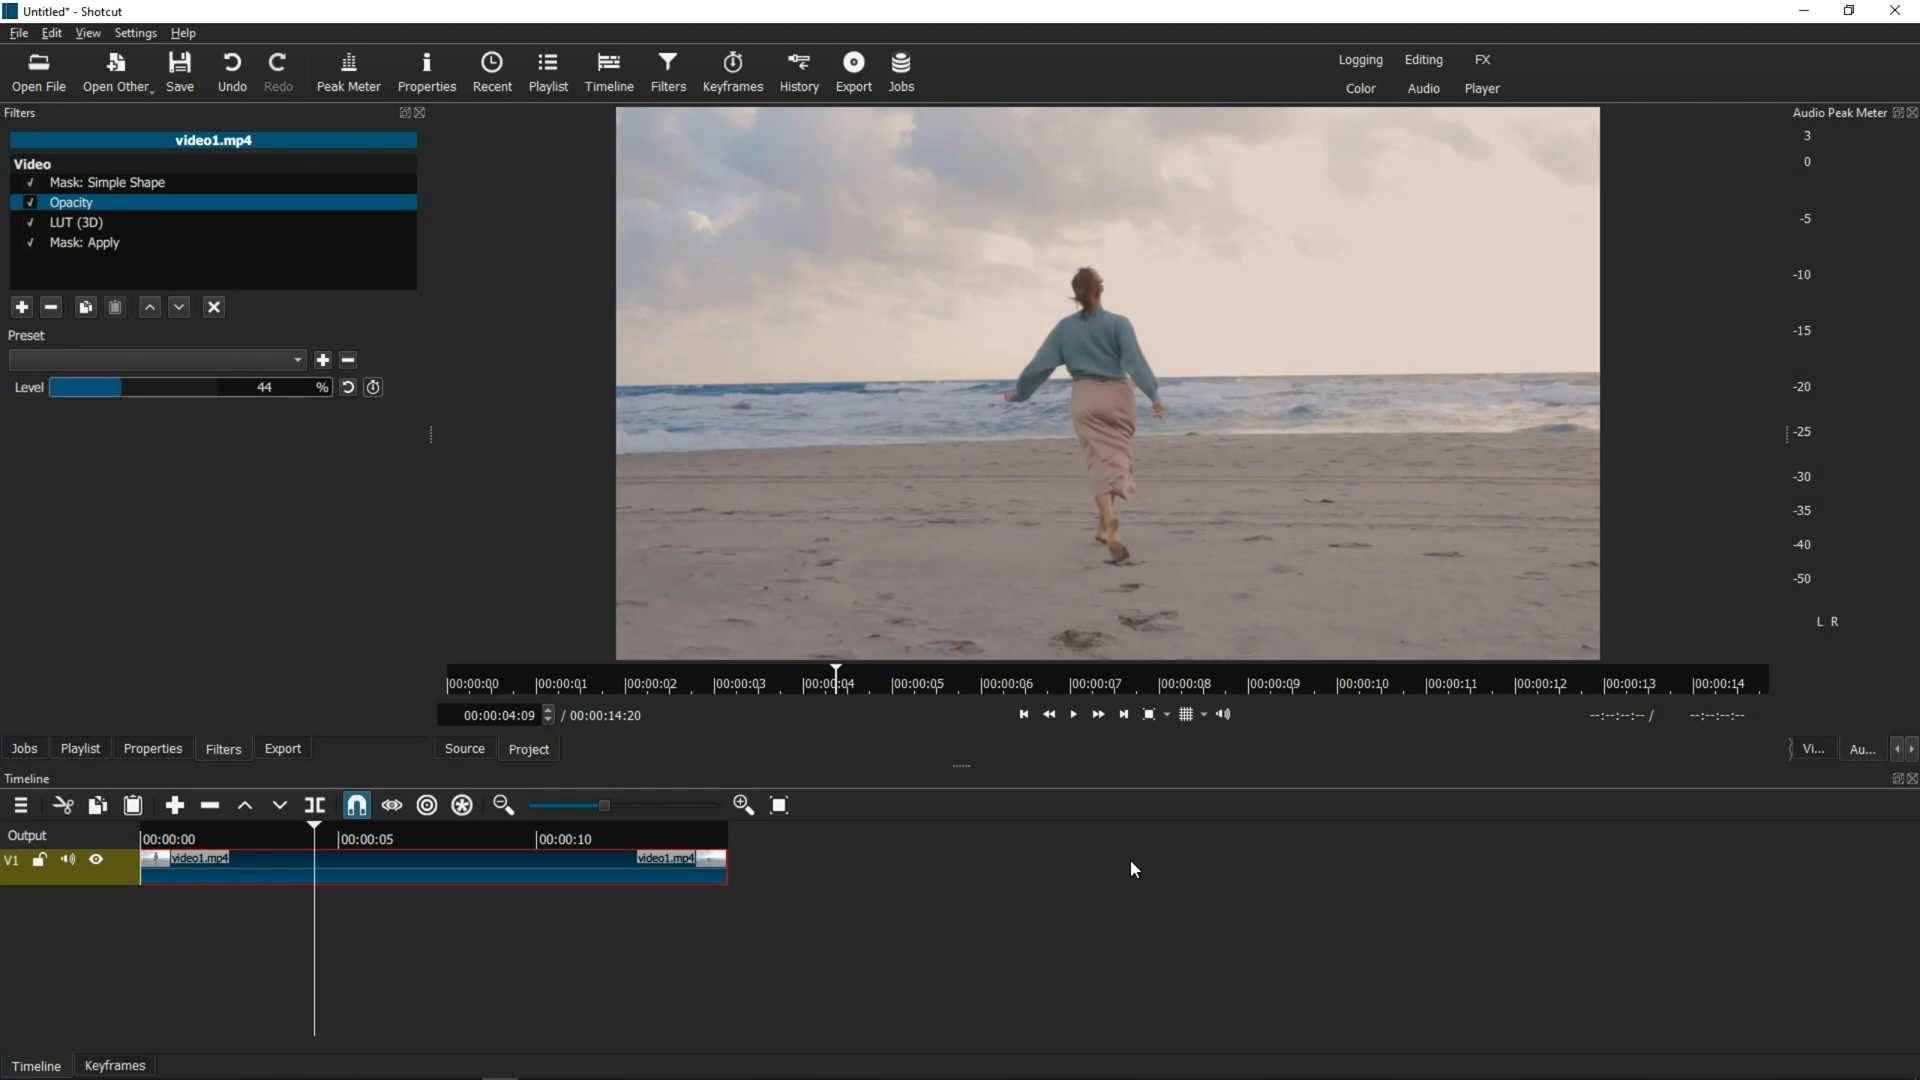 Untitled* - Shotcut
File Edit View Settings Help
Open File Open Other Save Undo Redo Peak Meter Properties Recent Playlist Timeline Filters Keyframes History Export Jobs
Logging Editing FX
Color Audio Player
Filters
Audio Peak Meter
video1.mp4
Video
Mask: Simple Shape
Opacity
LUT (3D)
Mask: Apply
Preset
Level 44 %
3
0
-5
-10
-15
-20
-25
-30
-35
-40
-50
L R
00:00:00 00:00:01 00:00:02 00:00:03 00:00:04 00:00:05 00:00:06 00:00:07 00:00:08 00:00:09 00:00:10 00:00:11 00:00:12 00:00:13 00:00:14
00:00:04:09 / 00:00:14:20
--:--:--:-- / --:--:--:--
Jobs Playlist Properties Filters Export
Source Project
Vi... Au...
Timeline
Output
00:00:00 00:00:05 00:00:10
V1
video1.mp4 video1.mp4
Timeline Keyframes